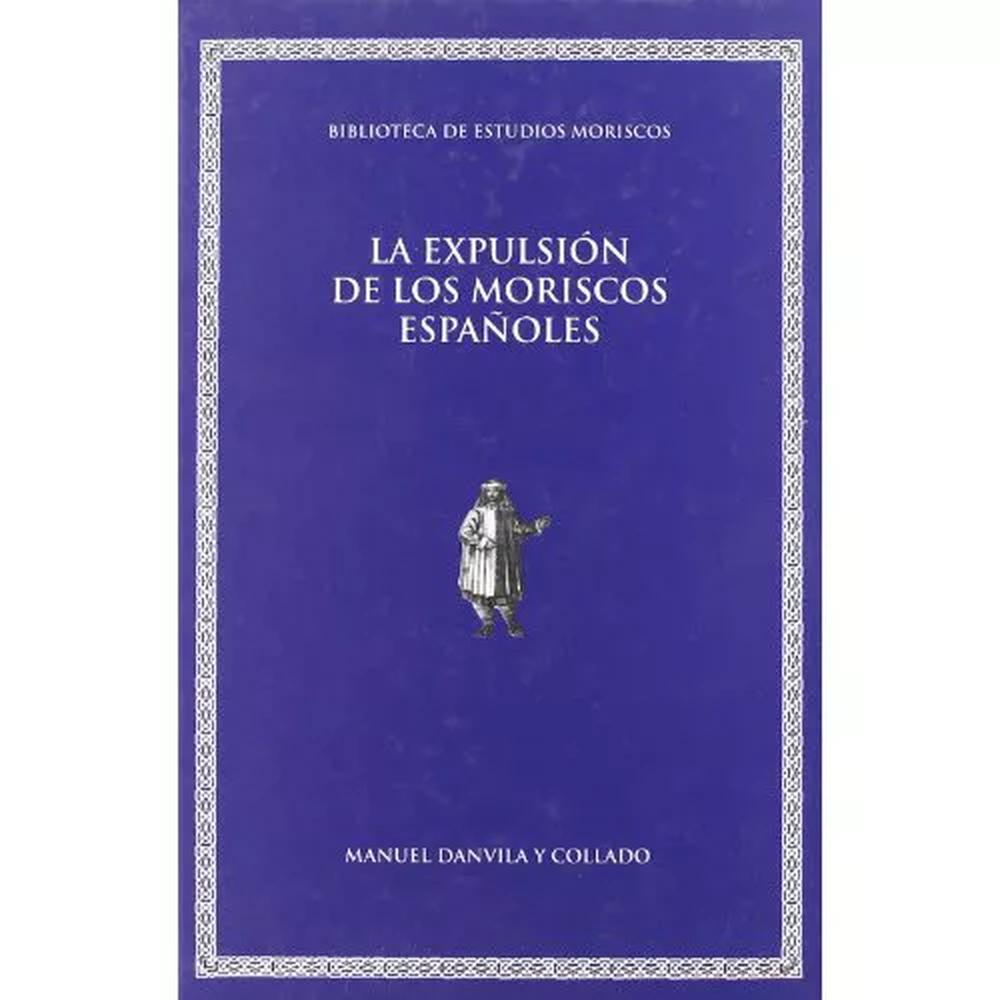 BIBLIOTECA DE ESTUDIOS MORISCOS
LA EXPULSIÓN
DE LOS MORISCOS
ESPAÑOLES
MANUEL DANVILA Y COLLADO